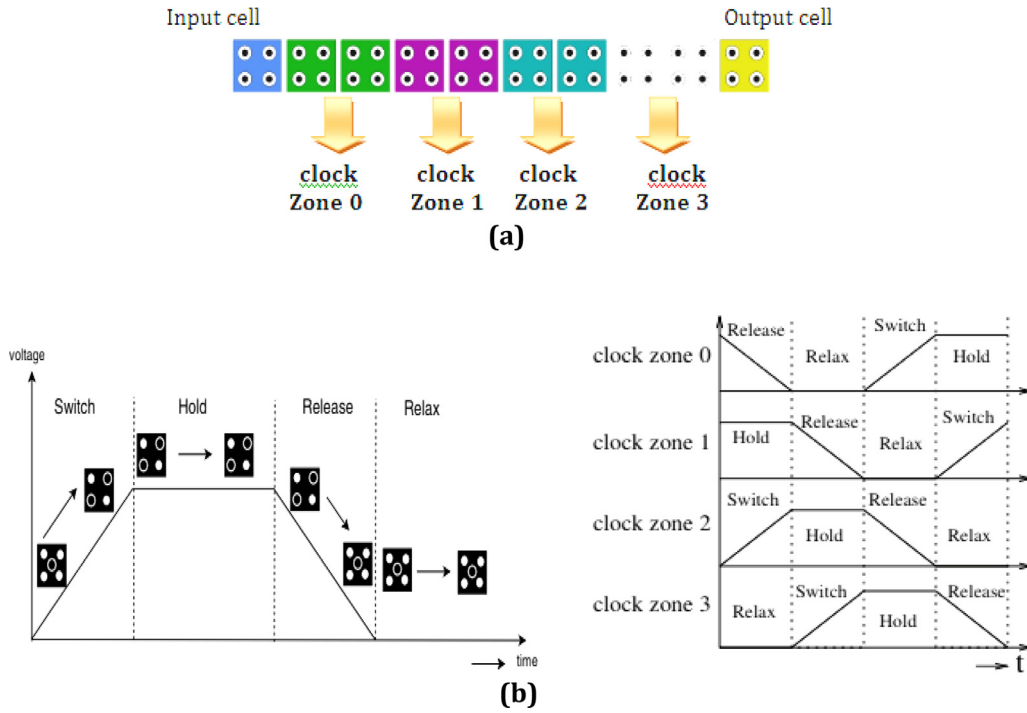 Input cell
Output cell
clock
Zone 0
clock
Zone 1
clock
Zone 2
clock
Zone 3
(a)
voltage
Switch
Hold
Release
Relax
time
clock zone 0
Release
Relax
Switch
Hold
clock zone 1
Hold
Release
Relax
Switch
clock zone 2
Switch
Hold
Release
Relax
clock zone 3
Relax
Switch
Hold
Release
t
(b)